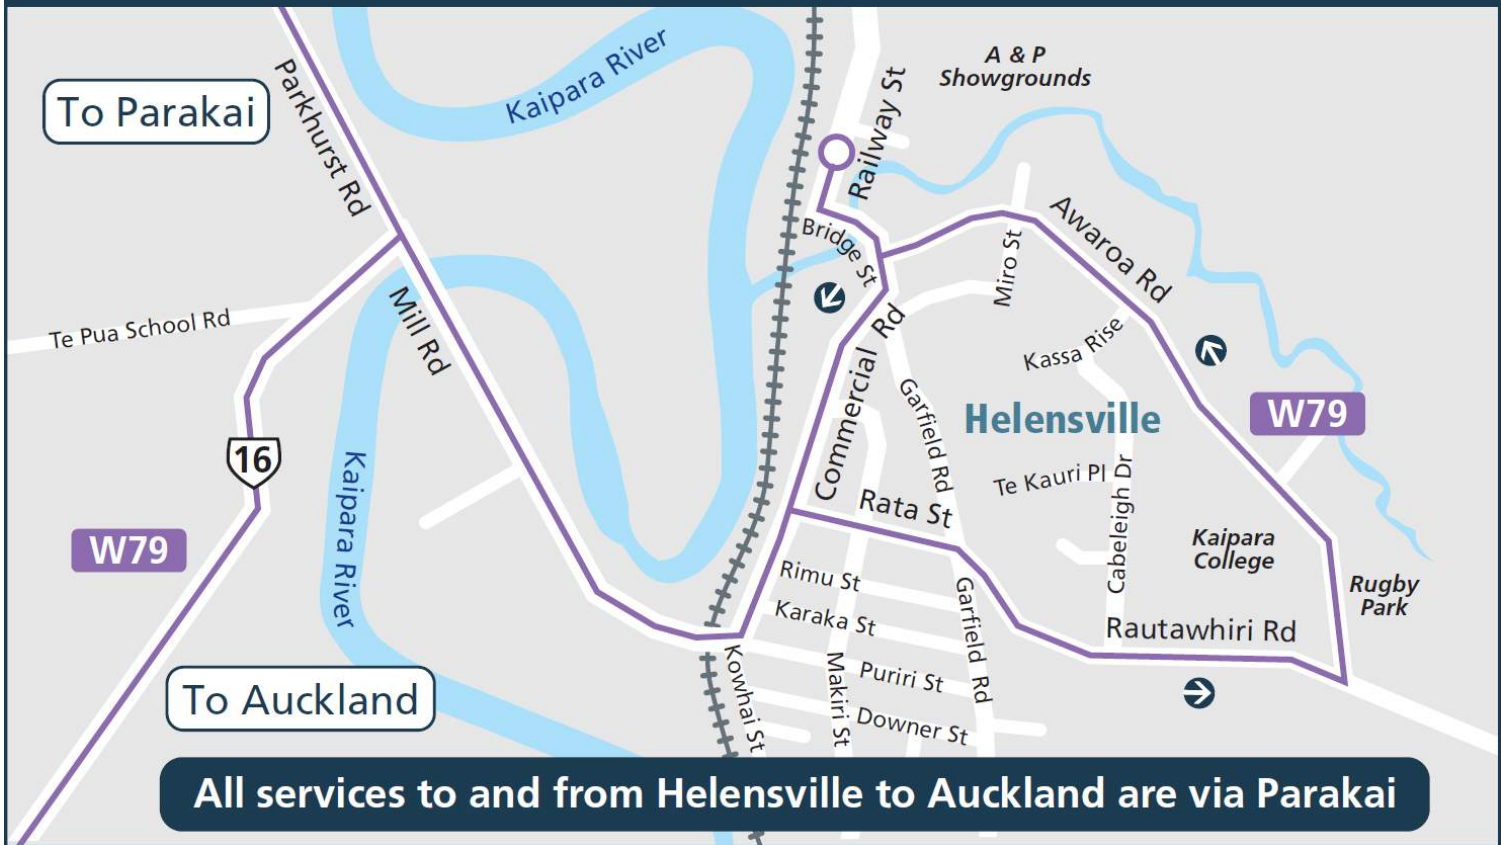 A & P
Showgrounds
Kaipara River
To Parakai
Parkhurst Rd
Railway St
Bridge St
Awaroa Rd
Miro St
Te Pua School Rd
Mill Rd
Commercial Rd
Kassa Rise
Garfield Rd
Helensville
W79
16
Kaipara River
Te Kauri Pl
Cabeleigh Dr
Rata St
W79
Kaipara
College
Rugby
Park
Rimu St
Karaka St
Garfield Rd
Rautawhiri Rd
To Auckland
Kowhai St
Makiri St
Puriri St
Downer St
All services to and from Helensville to Auckland are via Parakai